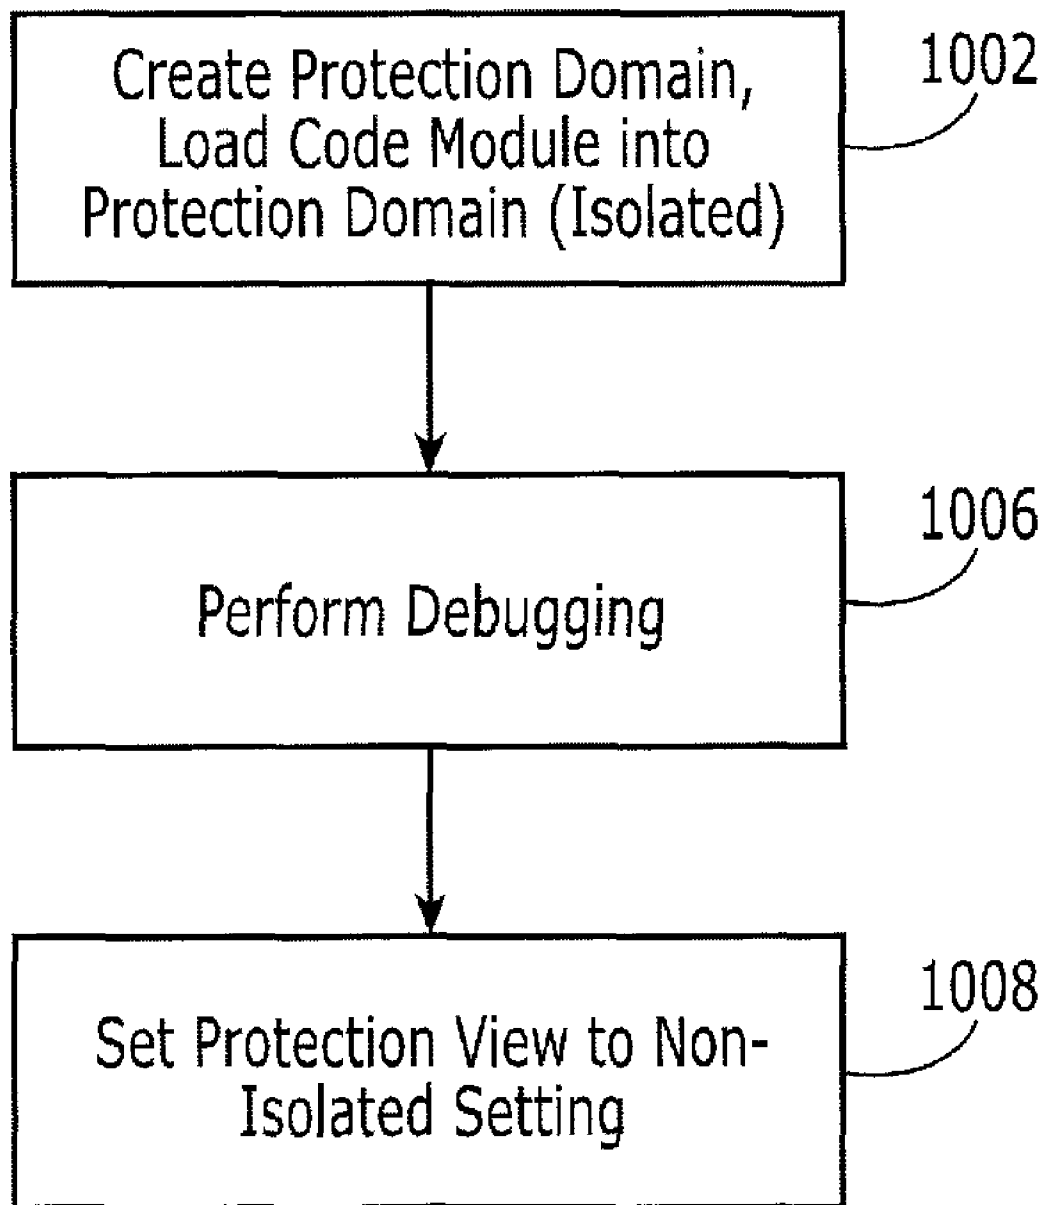 Create Protection Domain,
Load Code Module into
Protection Domain (Isolated)
1002
Perform Debugging
1006
Set Protection View to Non-
Isolated Setting
1008